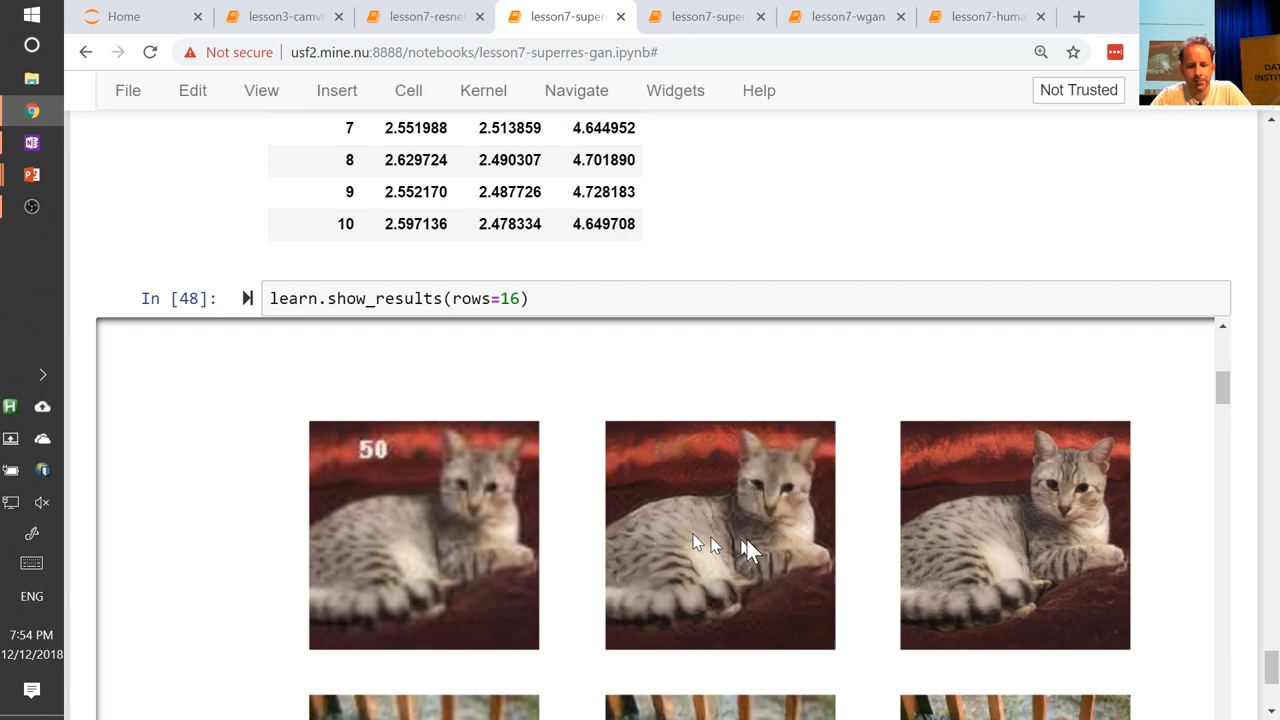 Home
lesson3-camvi
lesson7-resne
lesson7-super
lesson7-super
lesson7-wgan
lesson7-huma
Not secure
usf2.mine.nu:8888/notebooks/lesson7-superres-gan.ipynb#
File Edit View Insert Cell Kernel Navigate Widgets Help
Not Trusted
DAT
INSTIT
7 2.551988 2.513859 4.644952
8 2.629724 2.490307 4.701890
9 2.552170 2.487726 4.728183
10 2.597136 2.478334 4.649708
In [48]: learn.show_results(rows=16)
50
ENG
7:54 PM
12/12/2018